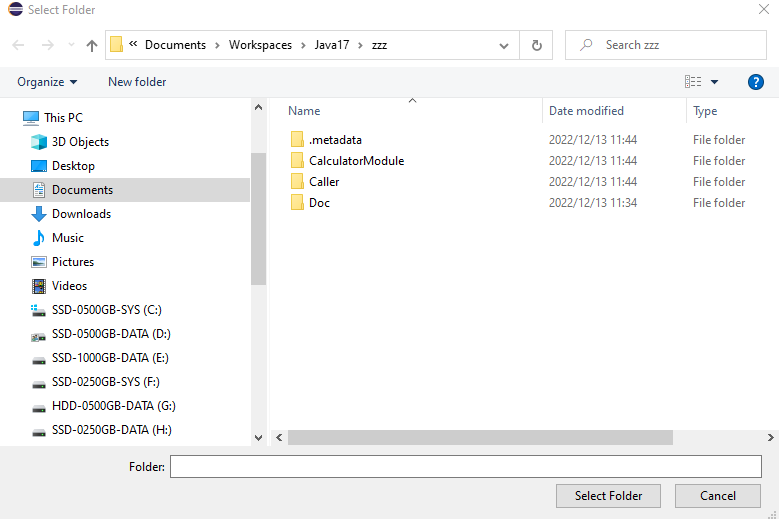 Select Folder
« Documents > Workspaces > Java17 > zzz
Search zzz
Organize
New folder
?
This PC
3D Objects
Desktop
Documents
Downloads
Music
Pictures
Videos
SSD-0500GB-SYS (C:)
SSD-0500GB-DATA (D:)
SSD-1000GB-DATA (E:)
SSD-0250GB-SYS (F:)
HDD-0500GB-DATA (G:)
SSD-0250GB-DATA (H:)
Name Date modified Type
.metadata 2022/12/13 11:44 File folder
CalculatorModule 2022/12/13 11:44 File folder
Caller 2022/12/13 11:44 File folder
Doc 2022/12/13 11:34 File folder
Folder:
Select Folder
Cancel